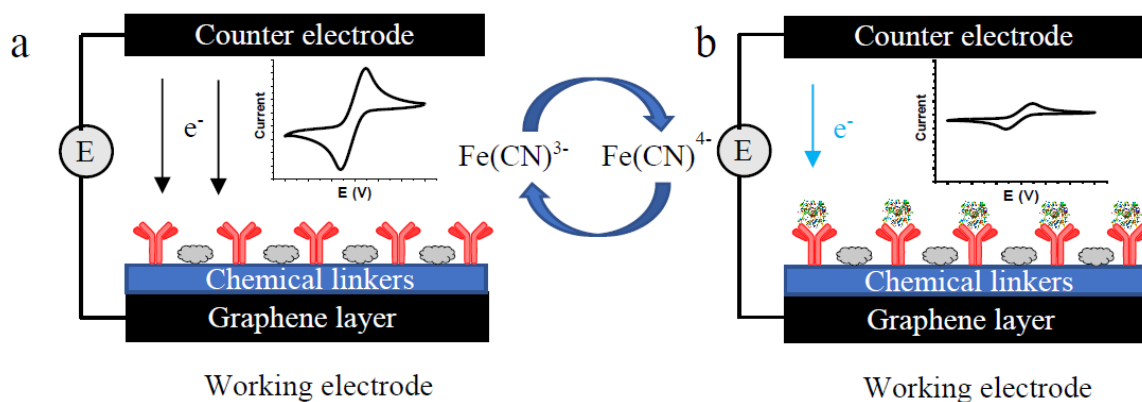 a
Counter electrode
e-
Current
E (V)
E
Chemical linkers
Graphene layer
Working electrode
Fe(CN)³⁻
Fe(CN)⁴⁻
b
Counter electrode
e-
Current
E (V)
E
Chemical linkers
Graphene layer
Working electrode